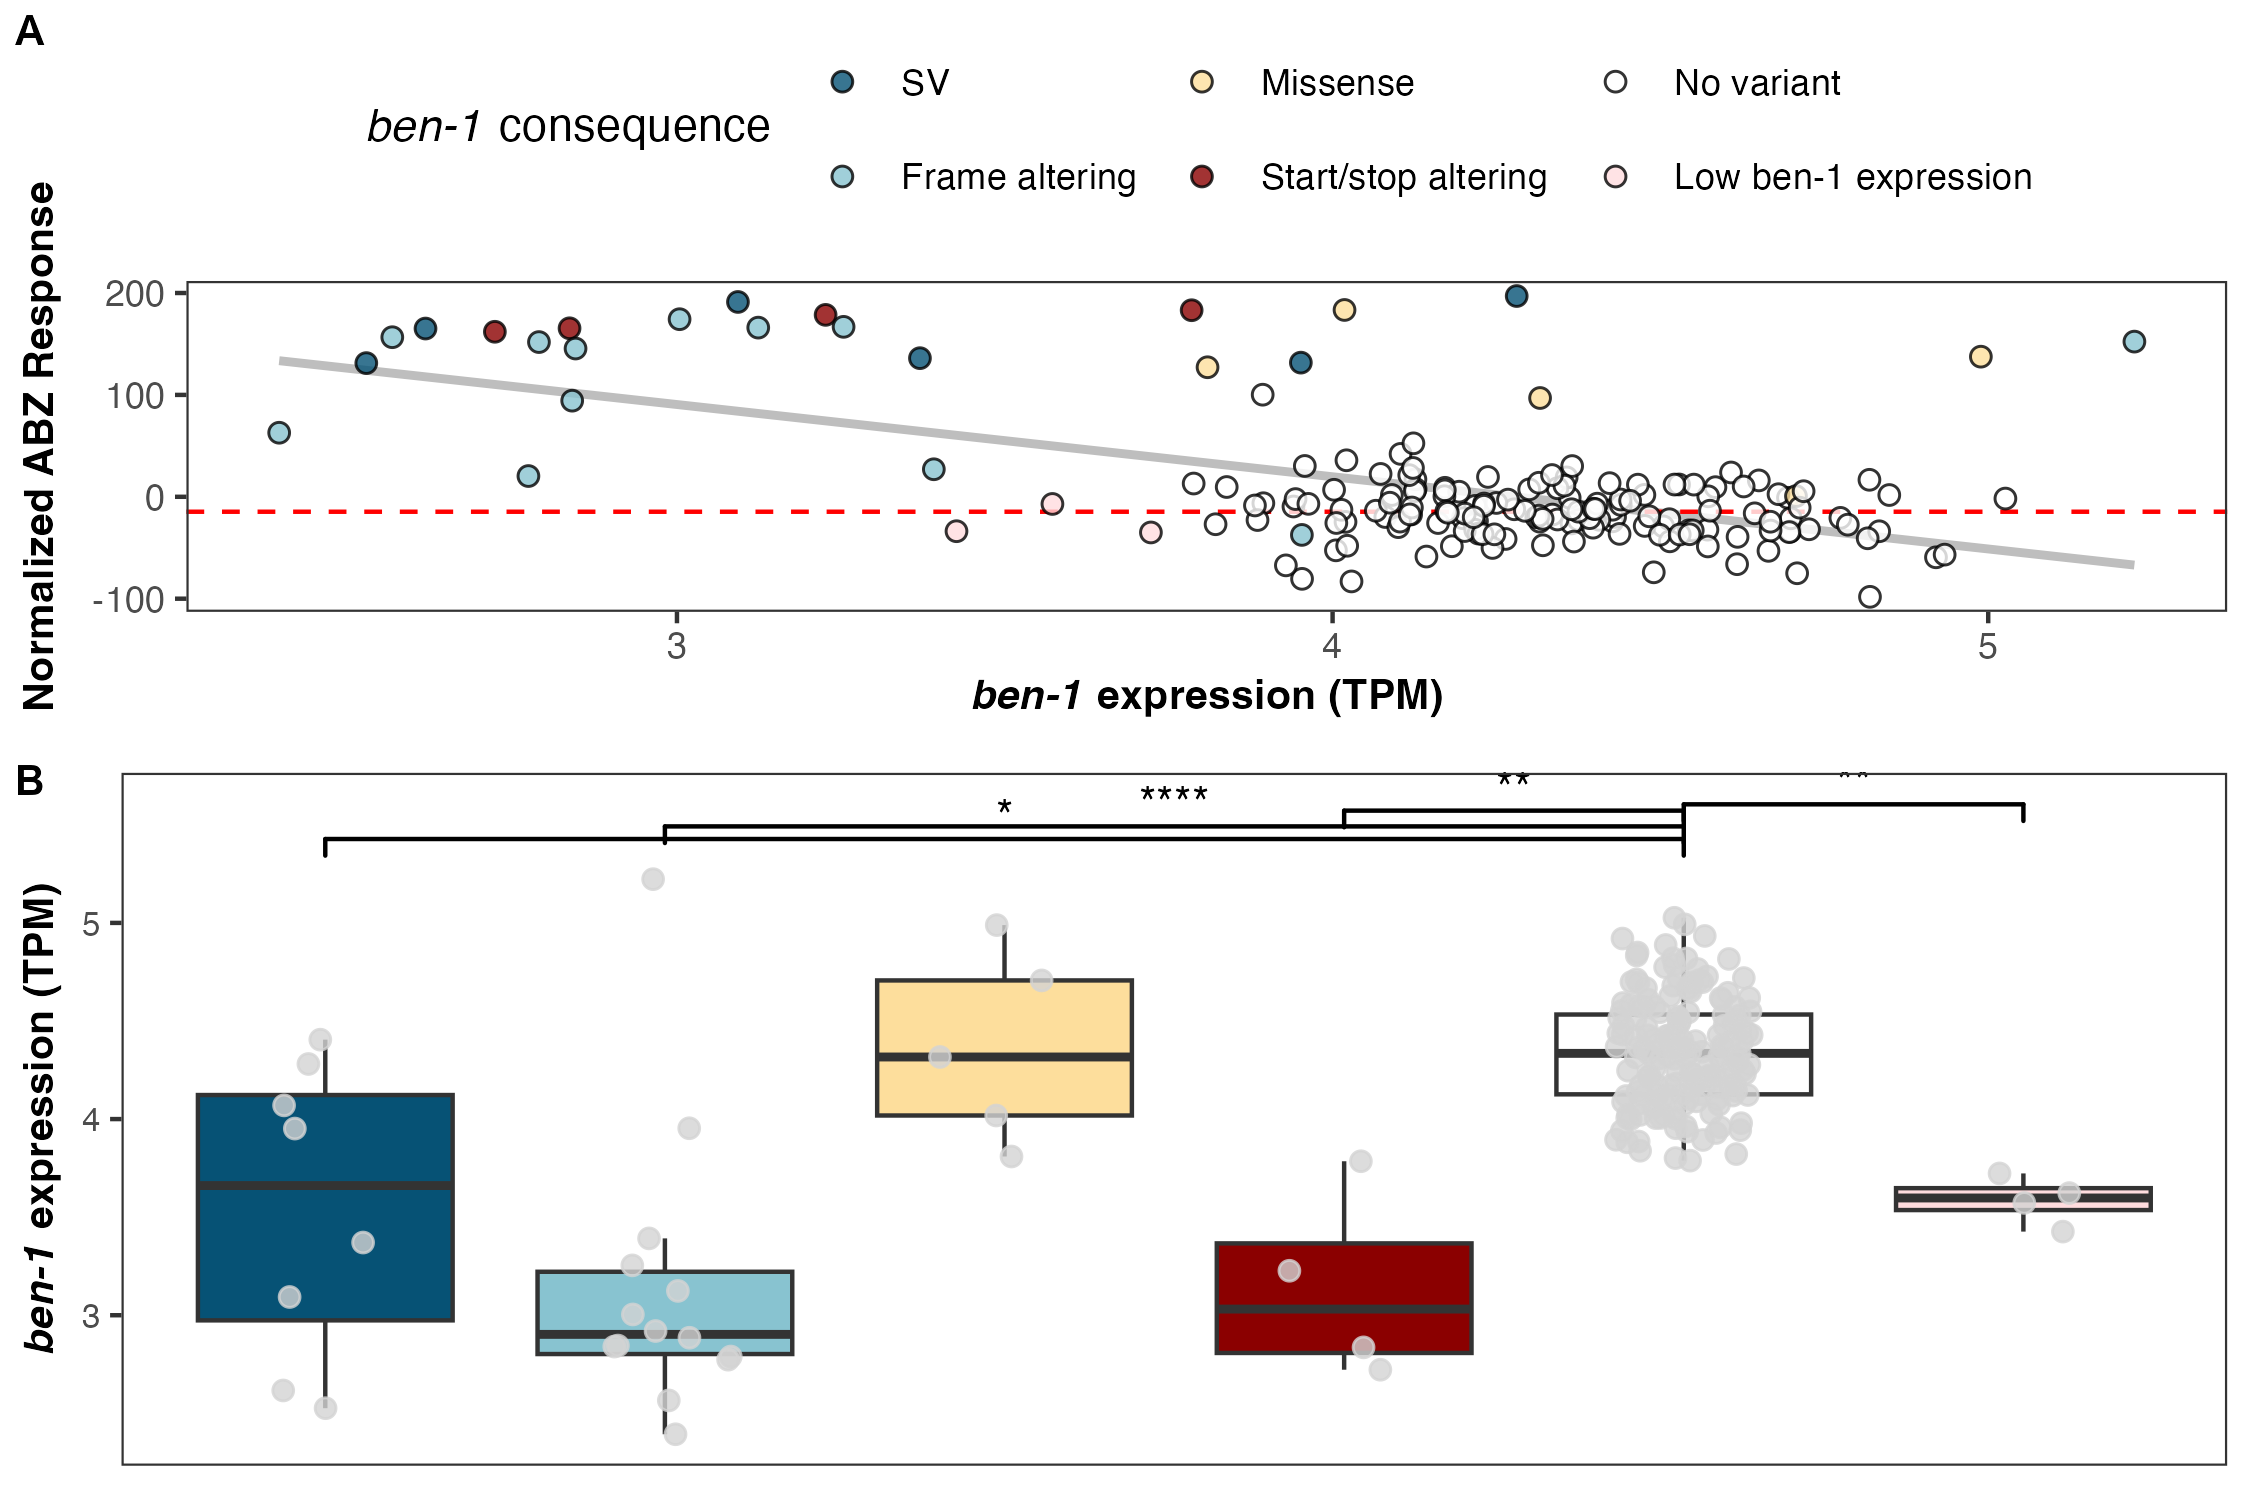 A
ben-1 consequence
SV
Missense
No variant
Frame altering
Start/stop altering
Low ben-1 expression
Normalized ABZ Response
200
100
0
-100
3
4
5
ben-1 expression (TPM)
B
*
****
**
ben-1 expression (TPM)
5
4
3